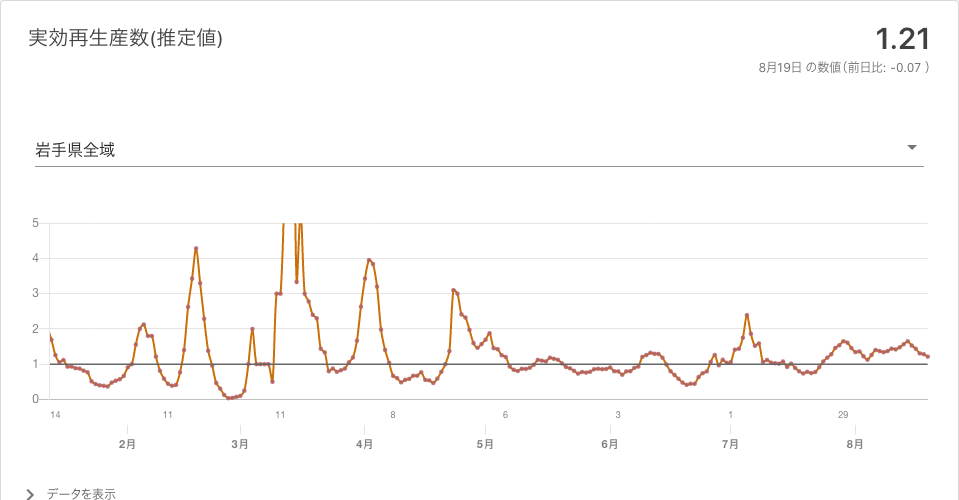 実効再生産数(推定値)
1.21
8月19日 の数値(前日比: -0.07 )
岩手県全域
5
4
3
2
1
0
14 11 11 8 6 3 1 29
2月 3月 4月 5月 6月 7月 8月
データを表示